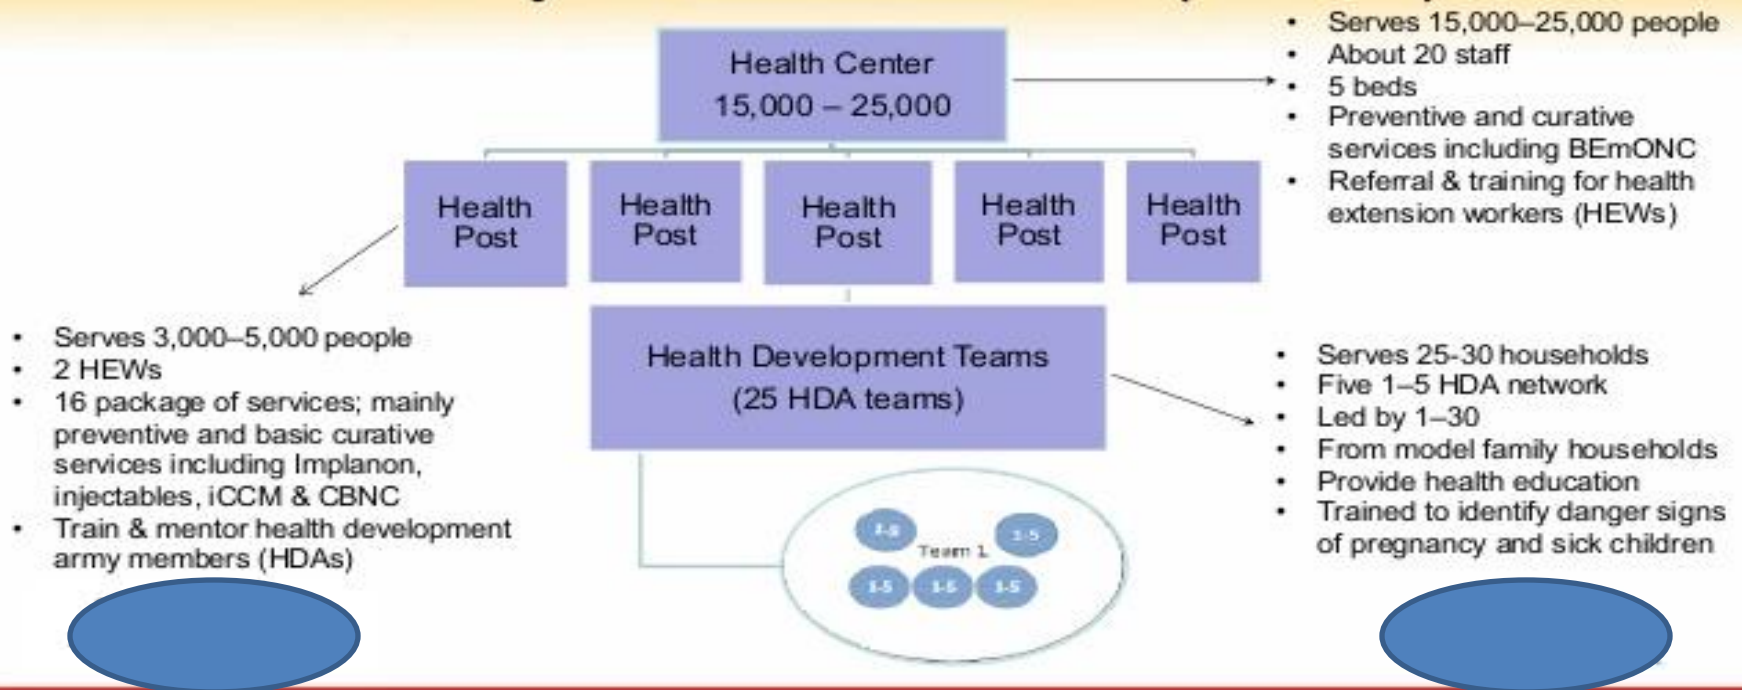 Health Center
15,000 – 25,000
• Serves 15,000–25,000 people
• About 20 staff
• 5 beds
• Preventive and curative
services including BEmONC
• Referral & training for health
extension workers (HEWs)
Health
Post
Health
Post
Health
Post
Health
Post
Health
Post
• Serves 3,000–5,000 people
• 2 HEWs
• 16 package of services; mainly
preventive and basic curative
services including Implanon,
injectables, iCCM & CBNC
• Train & mentor health development
army members (HDAs)
Health Development Teams
(25 HDA teams)
• Serves 25-30 households
• Five 1–5 HDA network
• Led by 1–30
• From model family households
• Provide health education
• Trained to identify danger signs
of pregnancy and sick children
1-5
1-5
Team 1
1-5
1-5
1-5